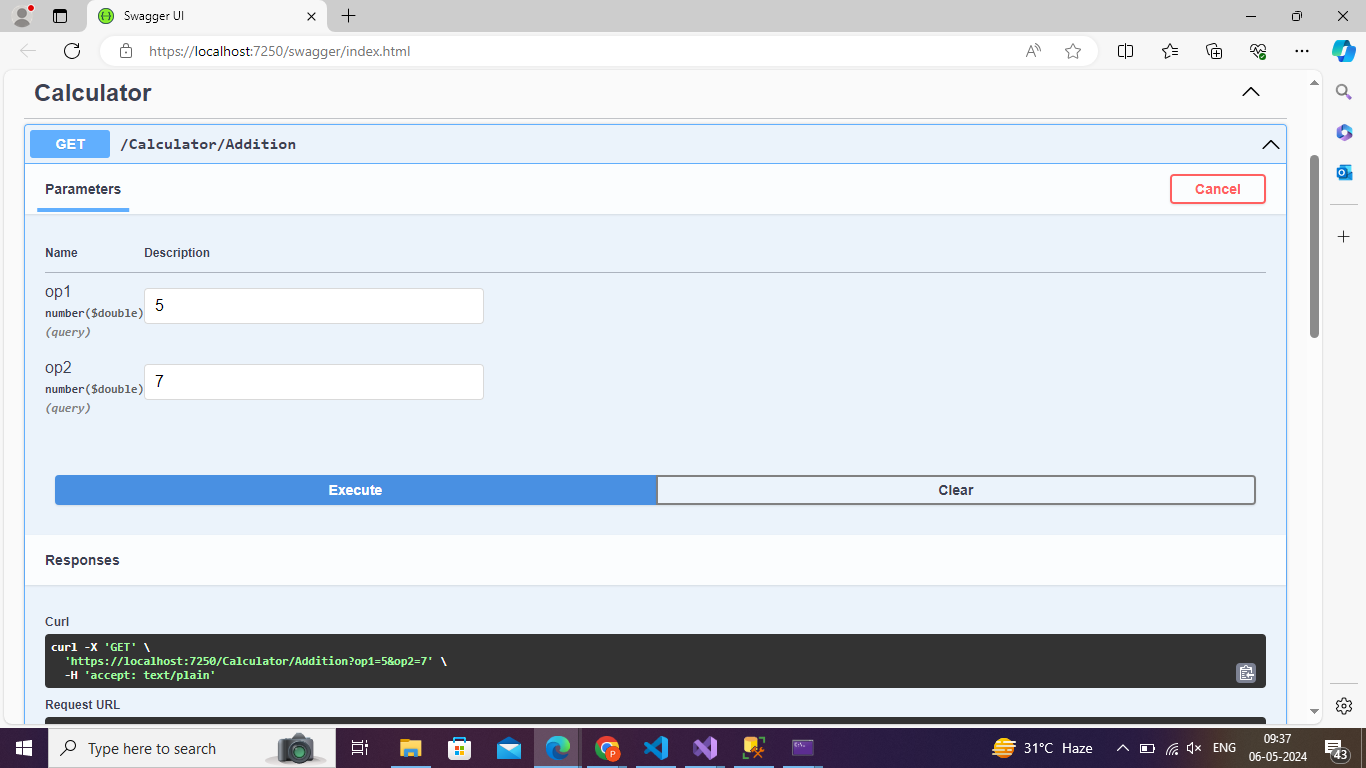 Swagger UI
https://localhost:7250/swagger/index.html
Calculator
GET /Calculator/Addition
Parameters
Cancel
Name Description
op1
number($double)
(query)
5
op2
number($double)
(query)
7
Execute Clear
Responses
Curl
curl -X 'GET' \
'https://localhost:7250/Calculator/Addition?op1=5&op2=7' \
-H 'accept: text/plain'
Request URL
Type here to search
31°C Haze
ENG
09:37
06-05-2024
43